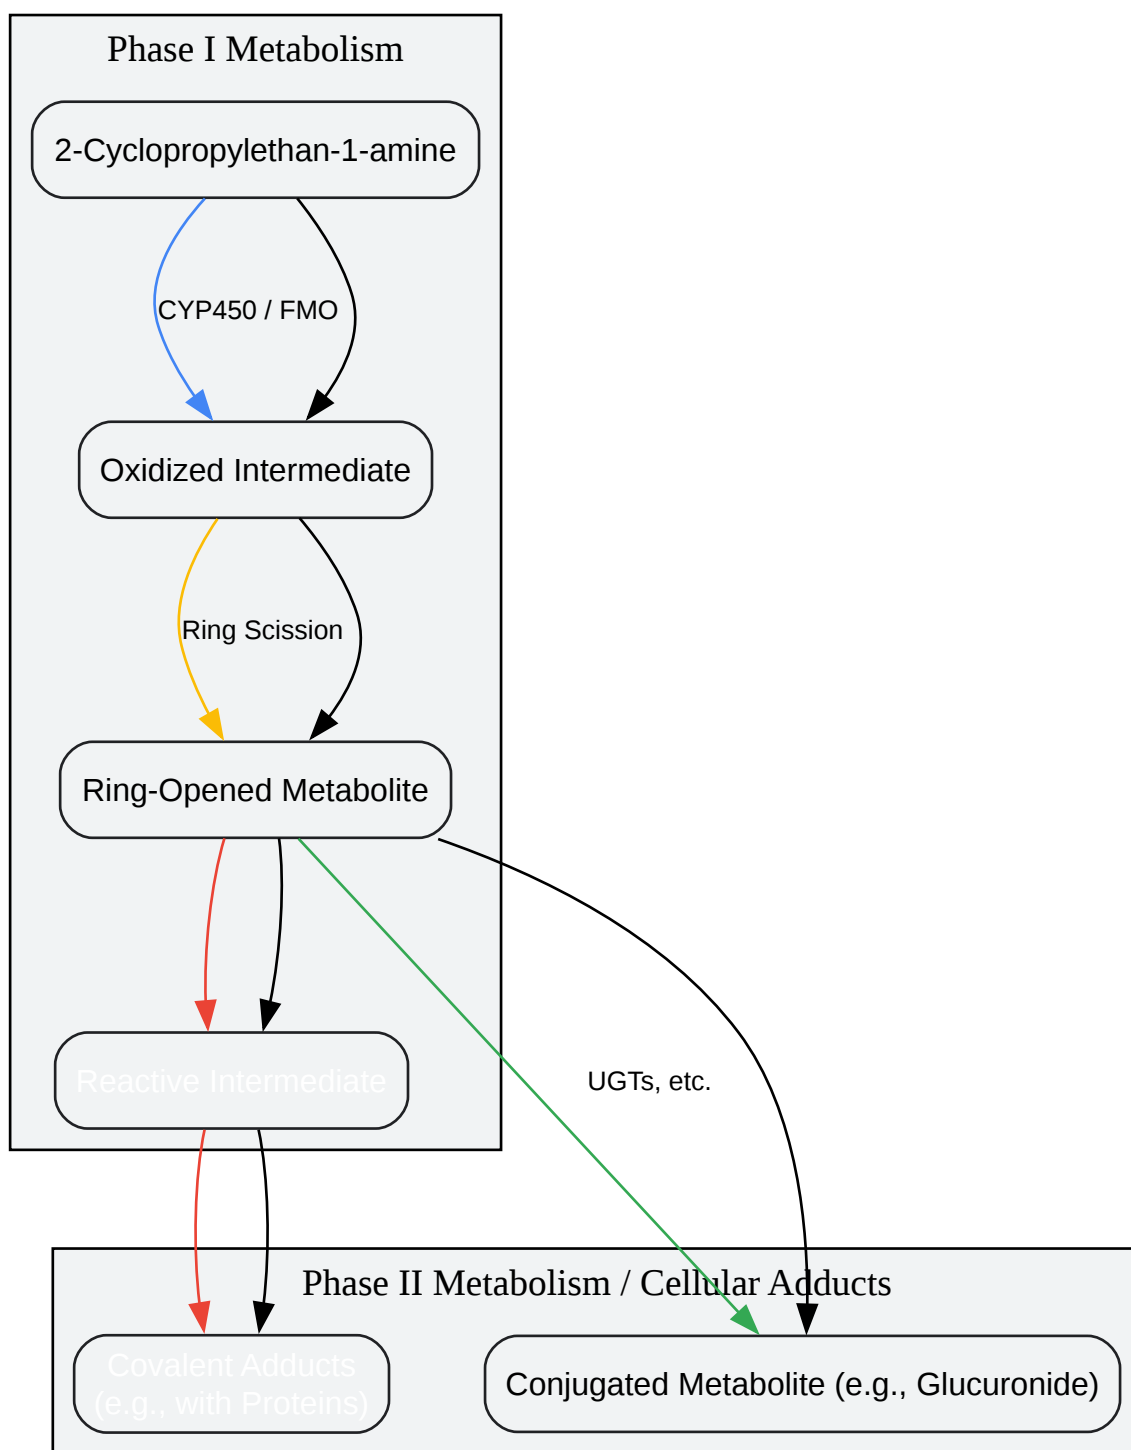 Phase I Metabolism
2-Cyclopropylethan-1-amine
CYP450 / FMO
Oxidized Intermediate
Ring Scission
Ring-Opened Metabolite
Reactive Intermediate
UGTs, etc.
Phase II Metabolism / Cellular Adducts
Covalent Adducts
(e.g., with Proteins)
Conjugated Metabolite (e.g., Glucuronide)